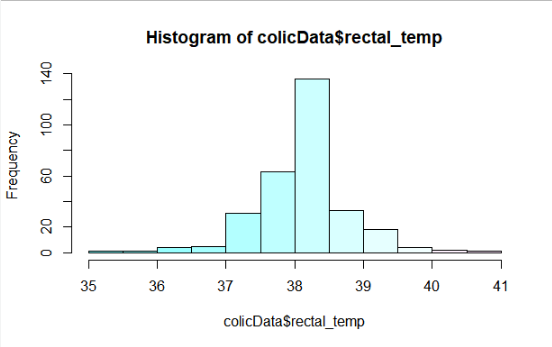 Histogram of colicData$rectal_temp
Frequency
140
100
60
20
0
35 36 37 38 39 40 41
colicData$rectal_temp